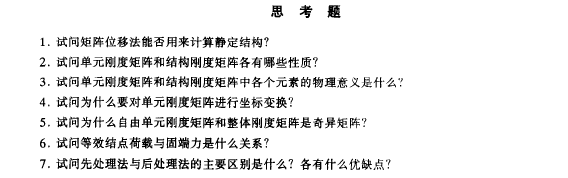 思 考 题
1. 试问矩阵位移法能否用来计算静定结构?
2. 试问单元刚度矩阵和结构刚度矩阵各有哪些性质?
3. 试问单元刚度矩阵和结构刚度矩阵中各个元素的物理意义是什么?
4. 试问为什么要对单元刚度矩阵进行坐标变换?
5. 试问为什么自由单元刚度矩阵和整体刚度矩阵是奇异矩阵?
6. 试问等效结点荷载与固端力是什么关系?
7. 试问先处理法与后处理法的主要区别是什么? 各有什么优缺点?